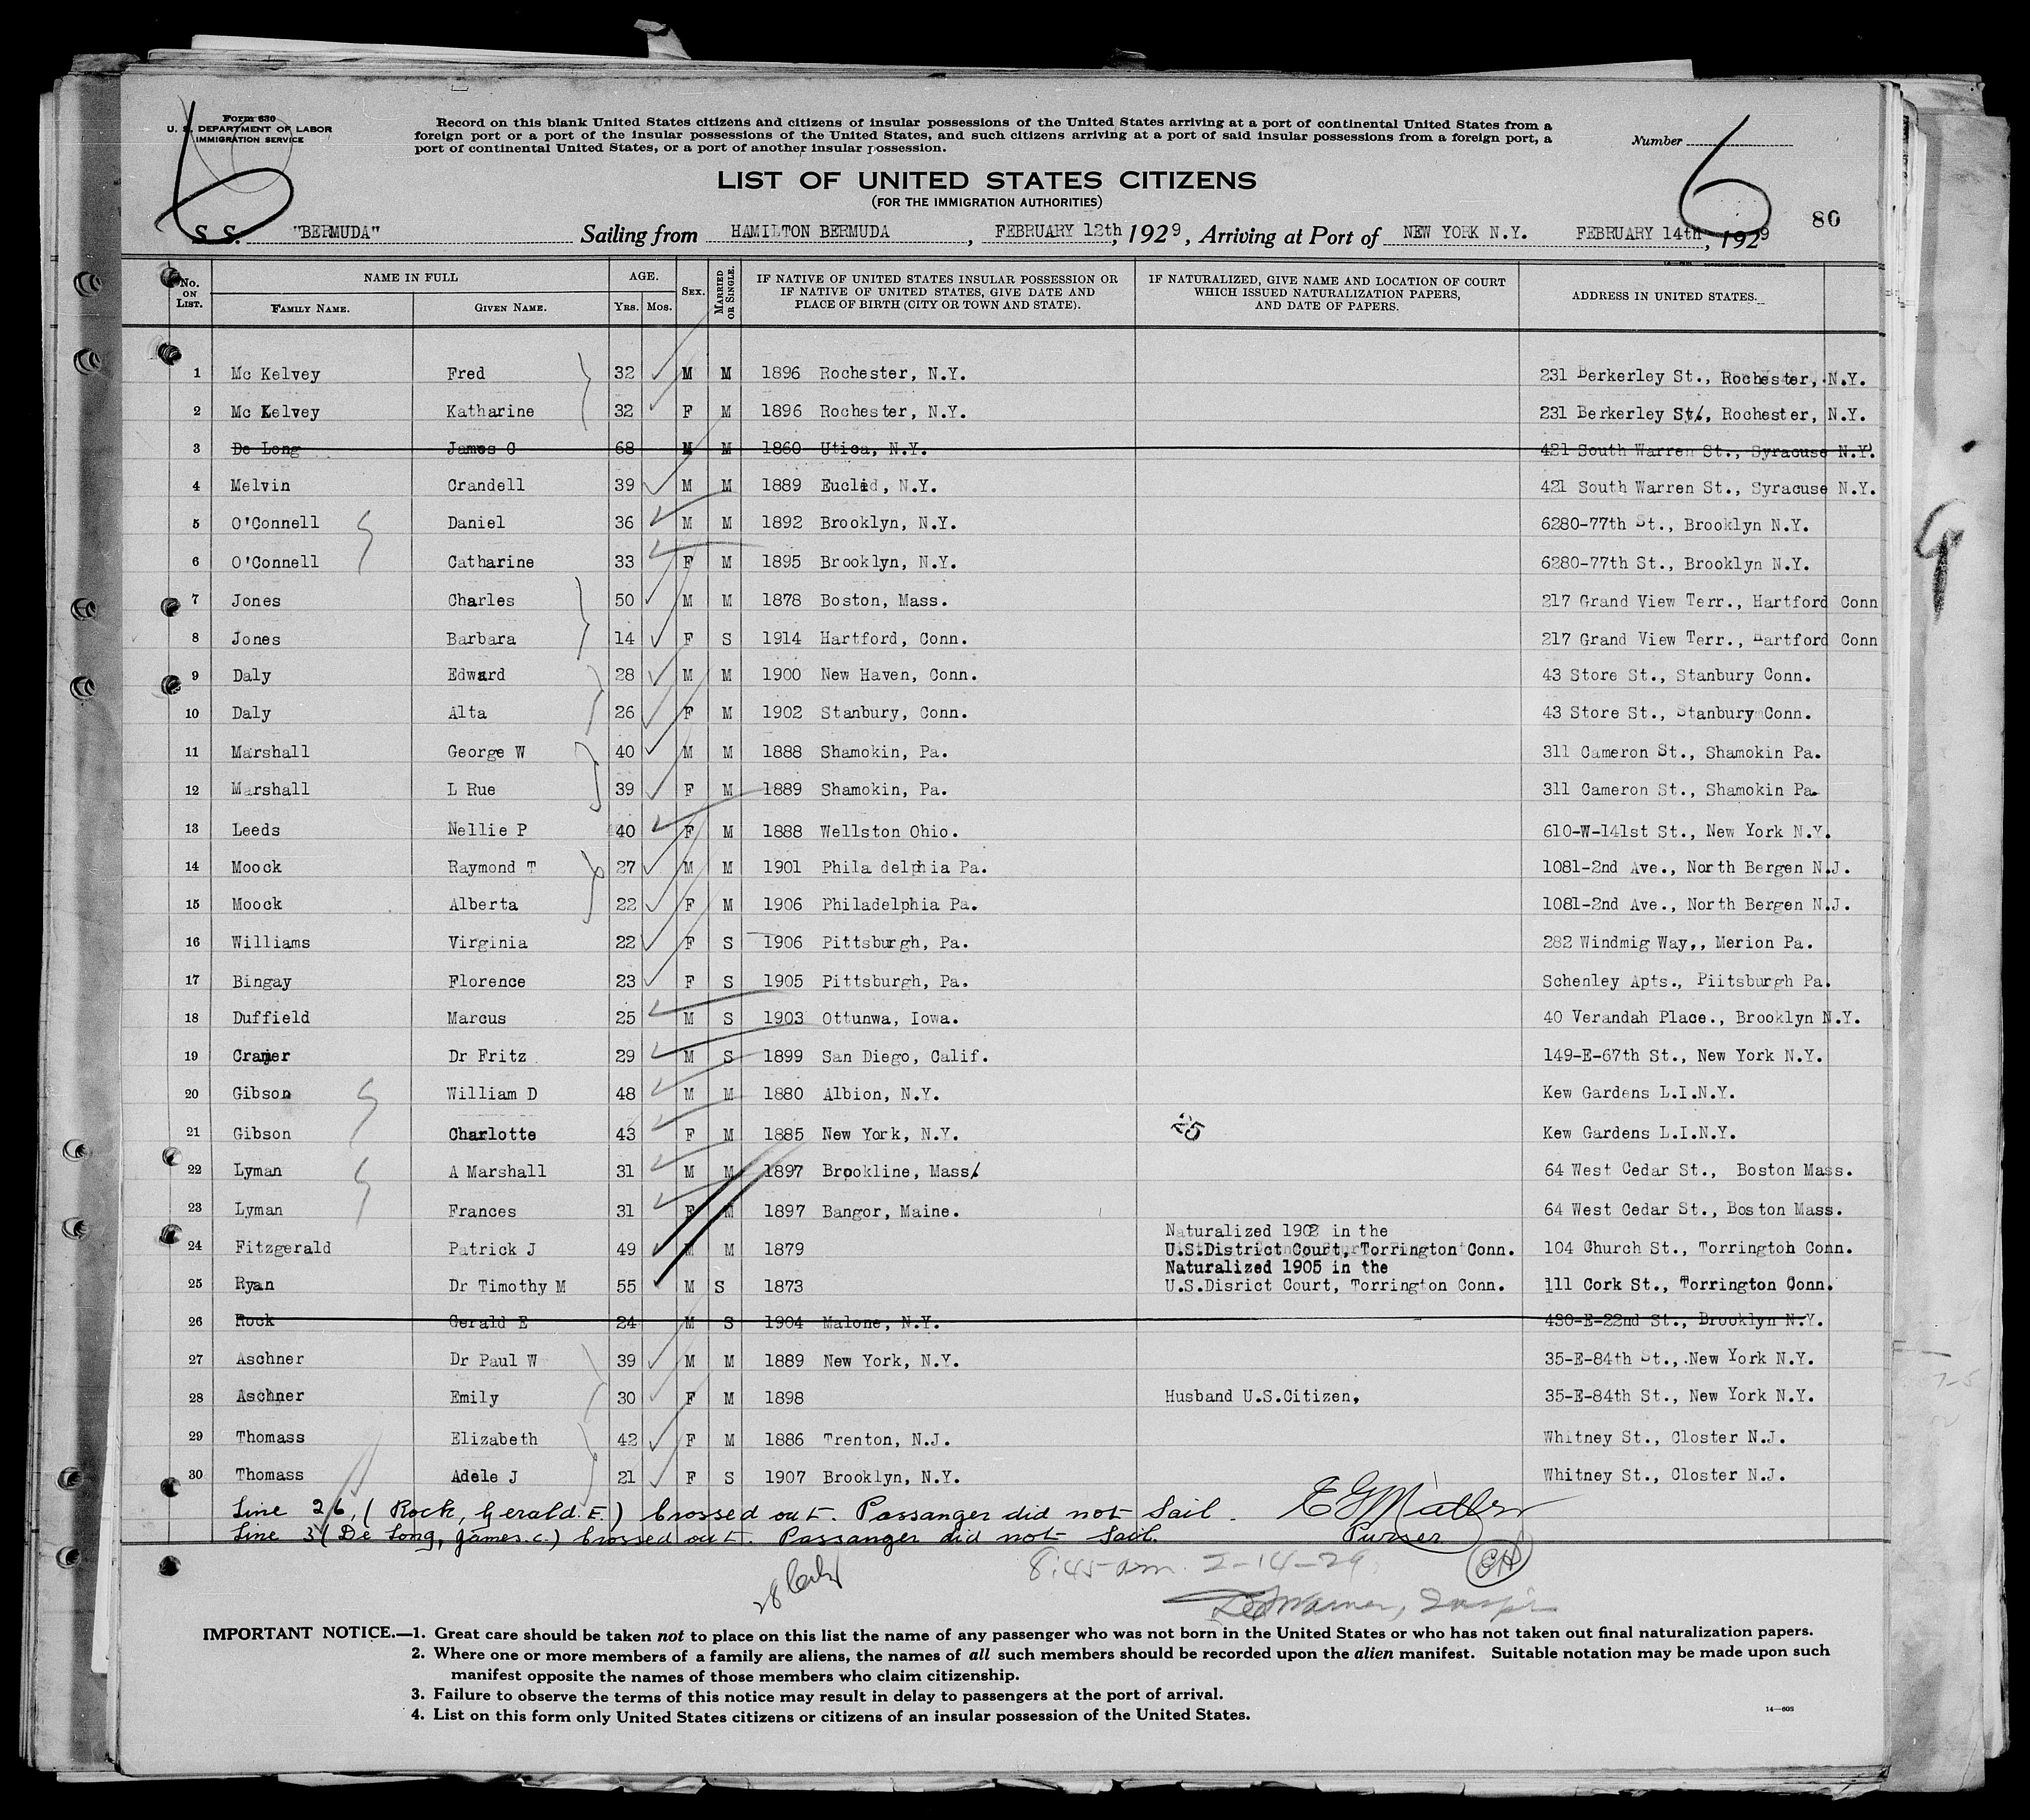 Form 630
U. S. DEPARTMENT OF LABOR
IMMIGRATION SERVICE
Record on this blank United States citizens and citizens of insular possessions of the United States arriving at a port of continental United States from a
foreign port or a port of the insular possessions of the United States, and such citizens arriving at a port of said insular possessions from a foreign port, a
port of continental United States, or a port of another insular possession.
Number
6 6
LIST OF UNITED STATES CITIZENS
(FOR THE IMMIGRATION AUTHORITIES)
80
S. S. "BERMUDA" Sailing from HAMILTON BERMUDA, FEBRUARY 12th, 1929, Arriving at Port of NEW YORK N.Y. FEBRUARY 14th, 1929
No. ON LIST. NAME IN FULL AGE. SEX. MARRIED OR SINGLE. IF NATIVE OF UNITED STATES INSULAR POSSESSION OR IF NATIVE OF UNITED STATES, GIVE DATE AND PLACE OF BIRTH (CITY OR TOWN AND STATE). IF NATURALIZED, GIVE NAME AND LOCATION OF COURT WHICH ISSUED NATURALIZATION PAPERS, AND DATE OF PAPERS. ADDRESS IN UNITED STATES.
FAMILY NAME. GIVEN NAME. YRS. MOS.
1 Mc Kelvey Fred 32 M M 1896 Rochester, N.Y. 231 Berkerley St., Rochester, N.Y.
2 Mc Kelvey Katharine 32 F M 1896 Rochester, N.Y. 231 Berkerley St/., Rochester, N.Y.
3 De Long James C 68 M M 1860 Utica, N.Y. 421 South Warren St., Syracuse N.Y.
4 Melvin Crandell 39 M M 1889 Euclid, N.Y. 421 South Warren St., Syracuse N.Y.
5 O'Connell Daniel 36 M M 1892 Brooklyn, N.Y. 6280-77th St., Brooklyn N.Y.
6 O'Connell Catharine 33 F M 1895 Brooklyn, N.Y. 6280-77th St., Brooklyn N.Y.
7 Jones Charles 50 M M 1878 Boston, Mass. 217 Grand View Terr., Hartford Conn
8 Jones Barbara 14 F S 1914 Hartford, Conn. 217 Grand View Terr., Hartford Conn
9 Daly Edward 28 M M 1900 New Haven, Conn. 43 Store St., Stanbury Conn.
10 Daly Alta 26 F M 1902 Stanbury, Conn. 43 Store St., Stanbury Conn.
11 Marshall George W 40 M M 1888 Shamokin, Pa. 311 Cameron St., Shamokin Pa.
12 Marshall L Rue 39 F M 1889 Shamokin, Pa. 311 Cameron St., Shamokin Pa.
13 Leeds Nellie P 40 F M 1888 Wellston Ohio. 610-W-141st St., New York N.Y.
14 Moock Raymond T 27 M M 1901 Phila delphia Pa. 1081-2nd Ave., North Bergen N.J.
15 Moock Alberta 22 F M 1906 Philadelphia Pa. 1081-2nd Ave., North Bergen N.J.
16 Williams Virginia 22 F S 1906 Pittsburgh, Pa. 282 Windmig Way,, Merion Pa.
17 Bingay Florence 23 F S 1905 Pittsburgh, Pa. Schenley Apts., Piitsburgh Pa.
18 Duffield Marcus 25 M S 1903 Ottunwa, Iowa. 40 Verandah Place., Brooklyn N.Y.
19 Cramer Dr Fritz 29 M S 1899 San Diego, Calif. 149-E-67th St., New York N.Y.
20 Gibson William D 48 M M 1880 Albion, N.Y. Kew Gardens L.I.N.Y.
21 Gibson Charlotte 43 F M 1885 New York, N.Y. 25 Kew Gardens L.I.N.Y.
22 Lyman A Marshall 31 M M 1897 Brookline, Mass/ 64 West Cedar St., Boston Mass.
23 Lyman Frances 31 F M 1897 Bangor, Maine. 64 West Cedar St., Boston Mass.
Naturalized 1902 in the
24 Fitzgerald Patrick J 49 M M 1879 U.S.District Court, Torrington Conn. 104 Church St., Torrington Conn.
Naturalized 1905 in the
25 Ryan Dr Timothy M 55 M S 1873 U.S.Disrict Court, Torrington Conn. 111 Cork St., Torrington Conn.
26 Rock Gerald E 24 M S 1904 Malone, N.Y. 430-E-22nd St., Brooklyn N.Y.
27 Aschner Dr Paul W 39 M M 1889 New York, N.Y. 35-E-84th St., New York N.Y.
28 Aschner Emily 30 F M 1898 Husband U.S.Citizen, 35-E-84th St., New York N.Y.
29 Thomass Elizabeth 42 F M 1886 Trenton, N.J. Whitney St., Closter N.J.
30 Thomass Adele J 21 F S 1907 Brooklyn, N.Y. Whitney St., Closter N.J.
Line 26, (Rock, Gerald. E.) Crossed out. Passanger did not Sail.
Line 3 (De Long, James. C.) Crossed out. Passanger did not Sail. Purser
8:45 am. 2-14-29.
IMPORTANT NOTICE.—1. Great care should be taken not to place on this list the name of any passenger who was not born in the United States or who has not taken out final naturalization papers.
2. Where one or more members of a family are aliens, the names of all such members should be recorded upon the alien manifest. Suitable notation may be made upon such
manifest opposite the names of those members who claim citizenship.
3. Failure to observe the terms of this notice may result in delay to passengers at the port of arrival.
4. List on this form only United States citizens or citizens of an insular possession of the United States.
14—603